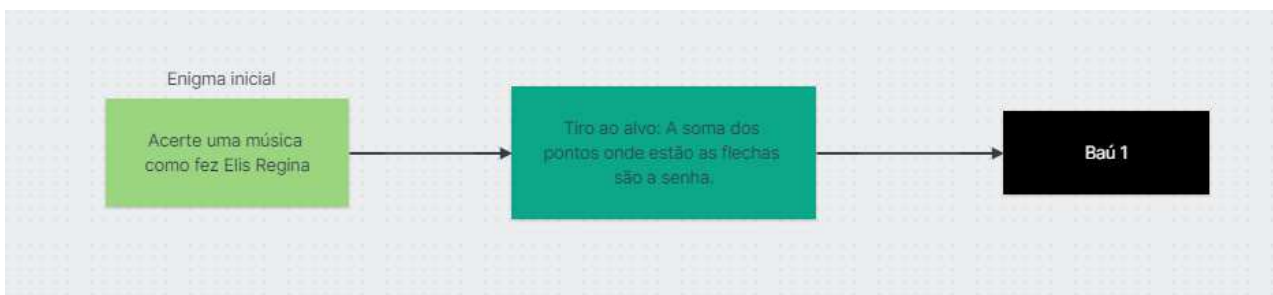 Enigma inicial
Acerte uma música
como fez Elis Regina
Tiro ao alvo: A soma dos
pontos onde estão as flechas
são a senha.
Baú 1